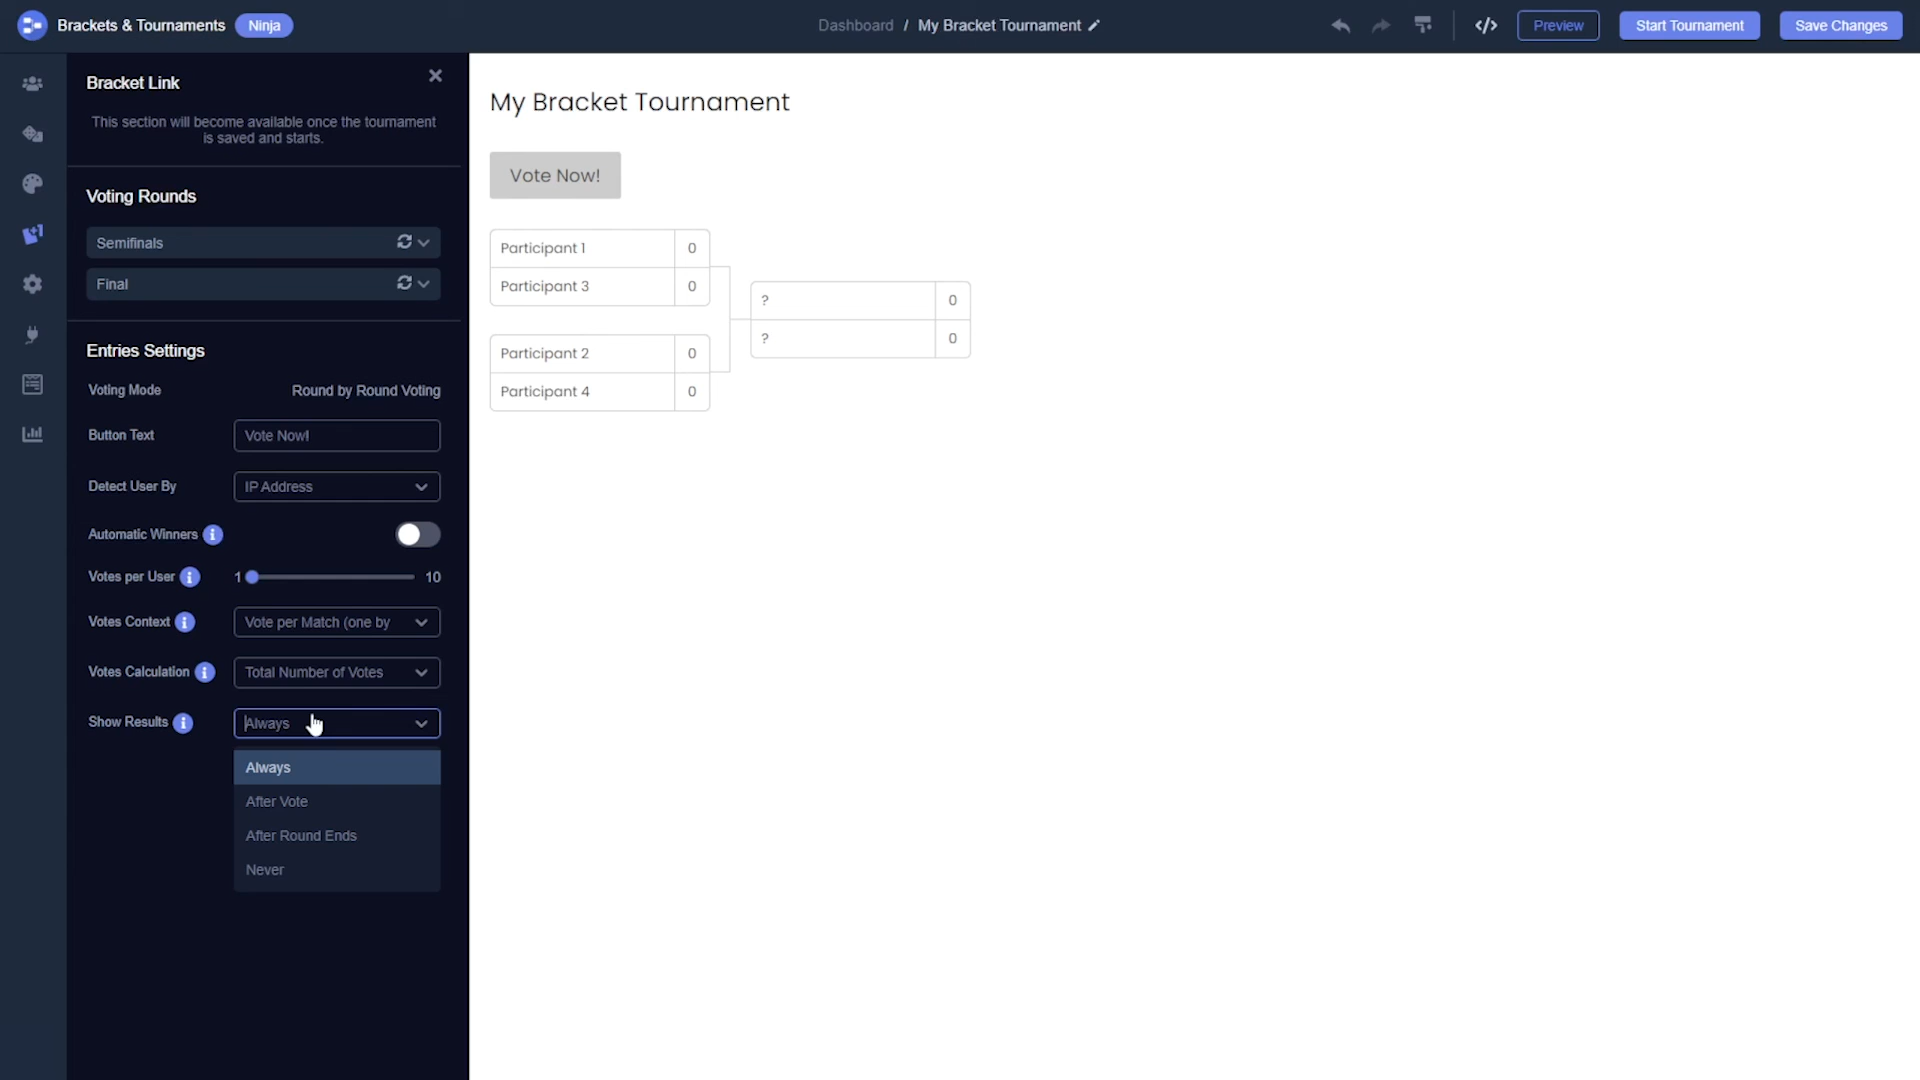 Brackets & Tournaments
Ninja
Dashboard / My Bracket Tournament
Preview
Start Tournament
Save Changes
Bracket Link
This section will become available once the tournament
is saved and starts.
Voting Rounds
Semifinals
Final
Entries Settings
Voting Mode
Round by Round Voting
Button Text
Vote Now!
Detect User By
IP Address
Automatic Winners
Votes per User
1
10
Votes Context
Vote per Match (one by
Votes Calculation
Total Number of Votes
Show Results
Always
Always
After Vote
After Round Ends
Never
My Bracket Tournament
Vote Now!
Participant 1 0
Participant 3 0
Participant 2 0
Participant 4 0
? 0
? 0